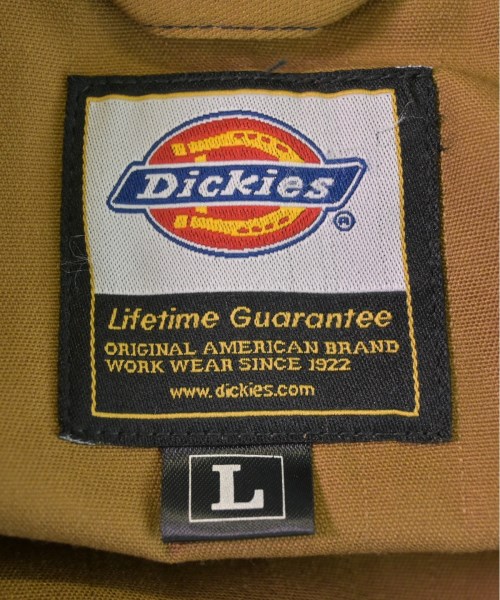 Dickies
®
Lifetime Guarantee
ORIGINAL AMERICAN BRAND
WORK WEAR SINCE 1922
www.dickies.com
L